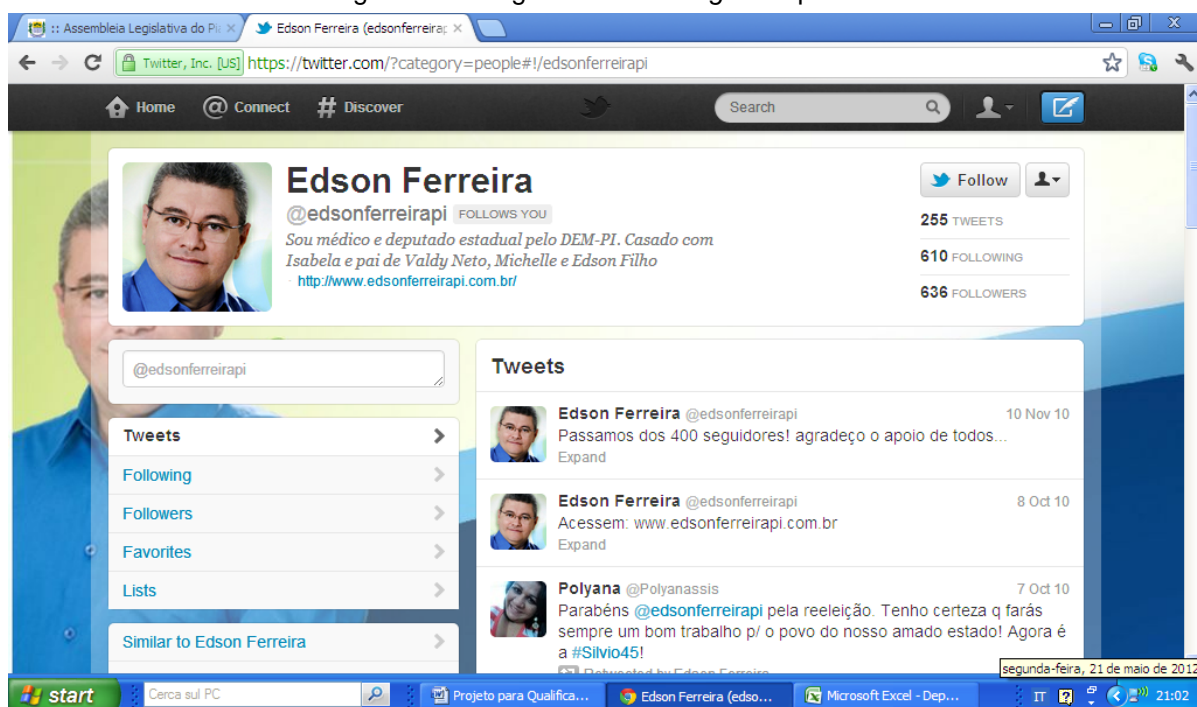 :: Assembleia Legislativa do Pi
Edson Ferreira (edsonferreirap
Twitter, Inc. [US] https://twitter.com/?category=people#!/edsonferreirapi
Home @ Connect # Discover Search
Edson Ferreira
@edsonferreirapi FOLLOWS YOU
Sou médico e deputado estadual pelo DEM-PI. Casado com
Isabela e pai de Valdy Neto, Michelle e Edson Filho
· http://www.edsonferreirapi.com.br/
Follow
255 TWEETS
610 FOLLOWING
636 FOLLOWERS
@edsonferreirapi
Tweets
Following
Followers
Favorites
Lists
Similar to Edson Ferreira
Tweets
Edson Ferreira @edsonferreirapi 10 Nov 10
Passamos dos 400 seguidores! agradeço o apoio de todos...
Expand
Edson Ferreira @edsonferreirapi 8 Oct 10
Acessem: www.edsonferreirapi.com.br
Expand
Polyana @Polyanassis 7 Oct 10
Parabéns @edsonferreirapi pela reeleição. Tenho certeza q farás
sempre um bom trabalho p/ o povo do nosso amado estado! Agora é
a #Silvio45!
Retweeted by Edson Ferreira
segunda-feira, 21 de maio de 2012
start Cerca sul PC Projeto para Qualifica... Edson Ferreira (edso... Microsoft Excel - Dep... IT 21:02